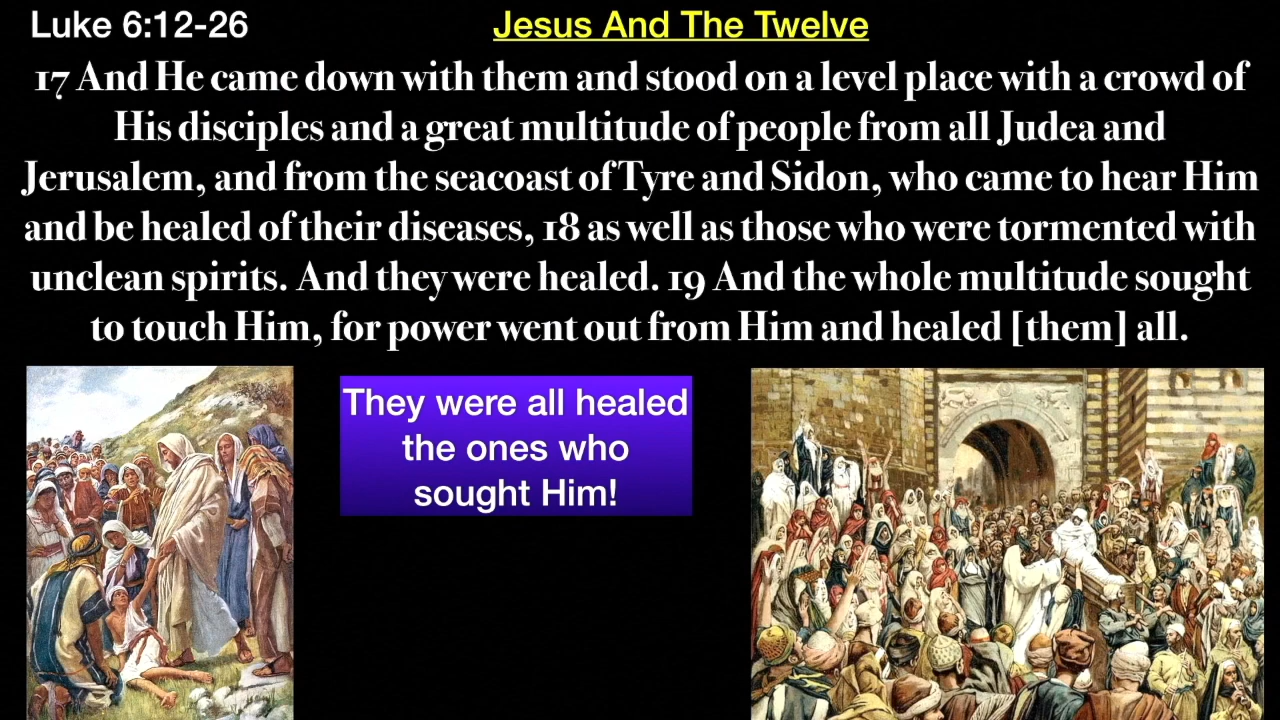 Luke 6:12-26
Jesus And The Twelve
17 And He came down with them and stood on a level place with a crowd of
His disciples and a great multitude of people from all Judea and
Jerusalem, and from the seacoast of Tyre and Sidon, who came to hear Him
and be healed of their diseases, 18 as well as those who were tormented with
unclean spirits. And they were healed. 19 And the whole multitude sought
to touch Him, for power went out from Him and healed [them] all.
They were all healed
the ones who
sought Him!